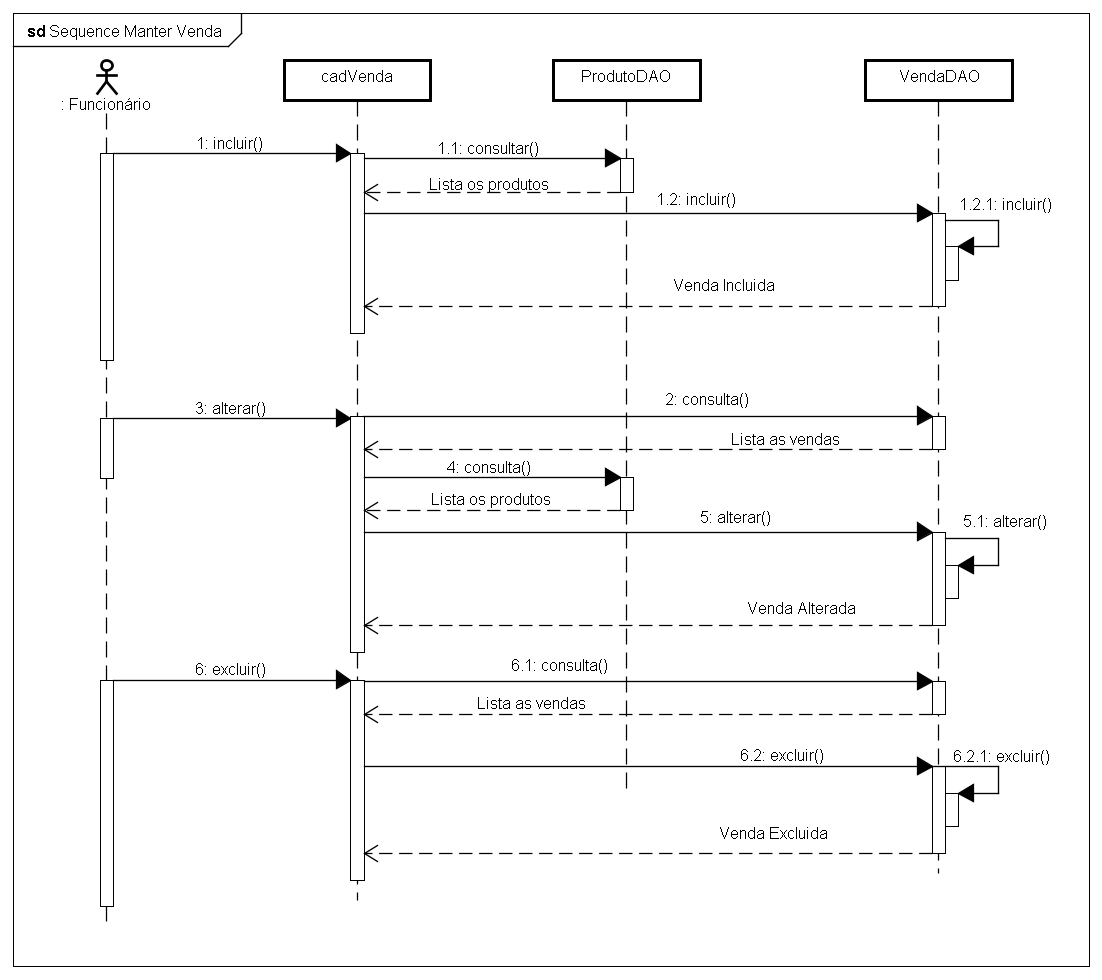 sd Sequence Manter Venda
: Funcionário
cadVenda
ProdutoDAO
VendaDAO
1: incluir()
1.1: consultar()
Lista os produtos
1.2: incluir()
1.2.1: incluir()
Venda Incluida
3: alterar()
2: consulta()
Lista as vendas
4: consulta()
Lista os produtos
5: alterar()
5.1: alterar()
Venda Alterada
6: excluir()
6.1: consulta()
Lista as vendas
6.2: excluir()
6.2.1: excluir()
Venda Excluida